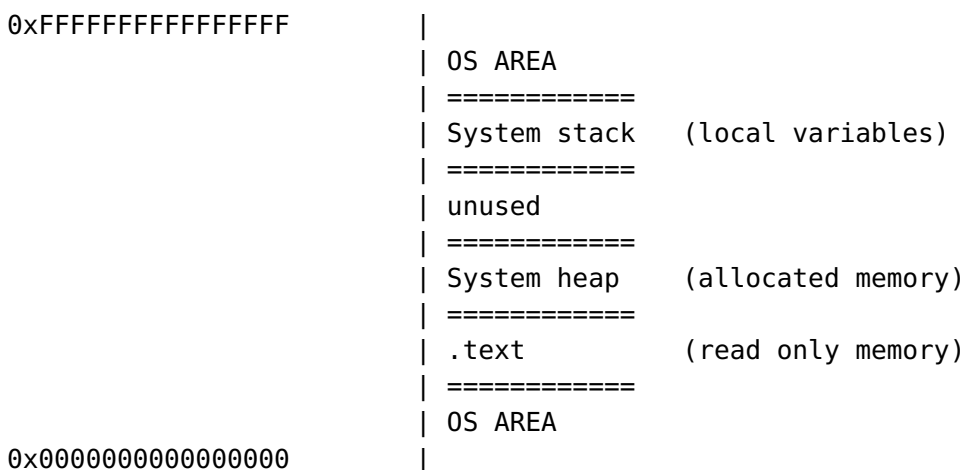 0xFFFFFFFFFFFFFFFF |
| OS AREA
| ============
| System stack (local variables)
| ============
| unused
| ============
| System heap (allocated memory)
| ============
| .text (read only memory)
| ============
| OS AREA
0x0000000000000000 |